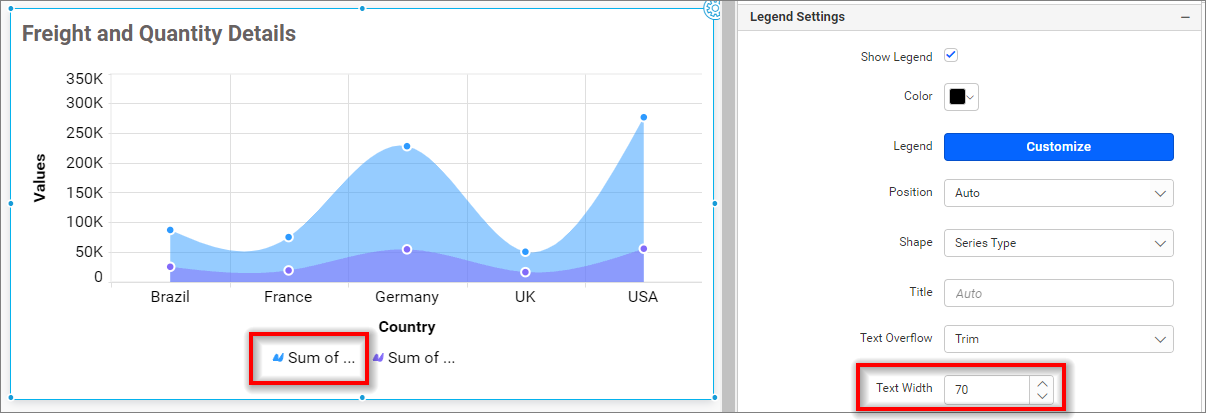 Freight and Quantity Details
350K
300K
250K
200K
150K
100K
50K
0
Values
Brazil France Germany UK USA
Country
Sum of ... Sum of ...
Legend Settings
Show Legend
Color
Legend Customize
Position Auto
Shape Series Type
Title Auto
Text Overflow Trim
Text Width 70